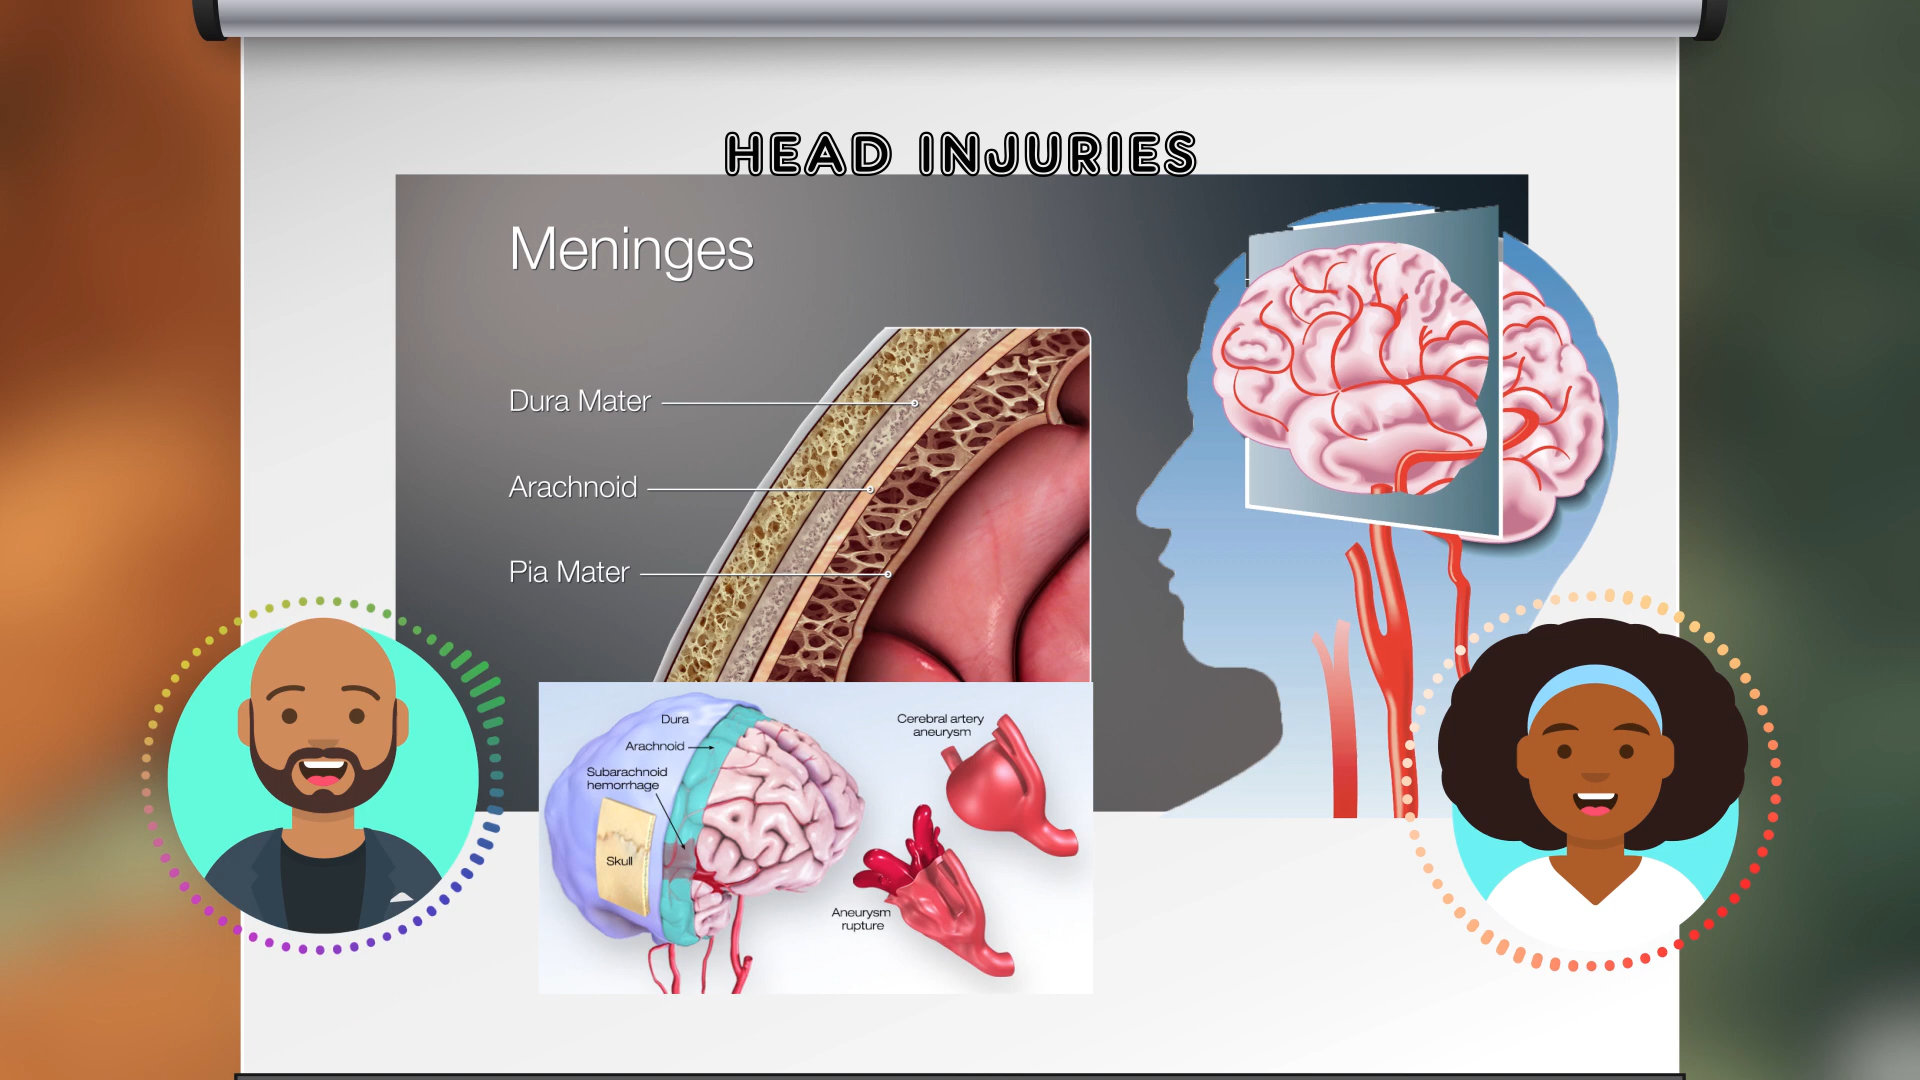 HEAD INJURIES
Meninges
Dura Mater
Arachnoid
Pia Mater
Dura
Arachnoid
Subarachnoid
hemorrhage
Skull
Cerebral artery
aneurysm
Aneurysm
rupture